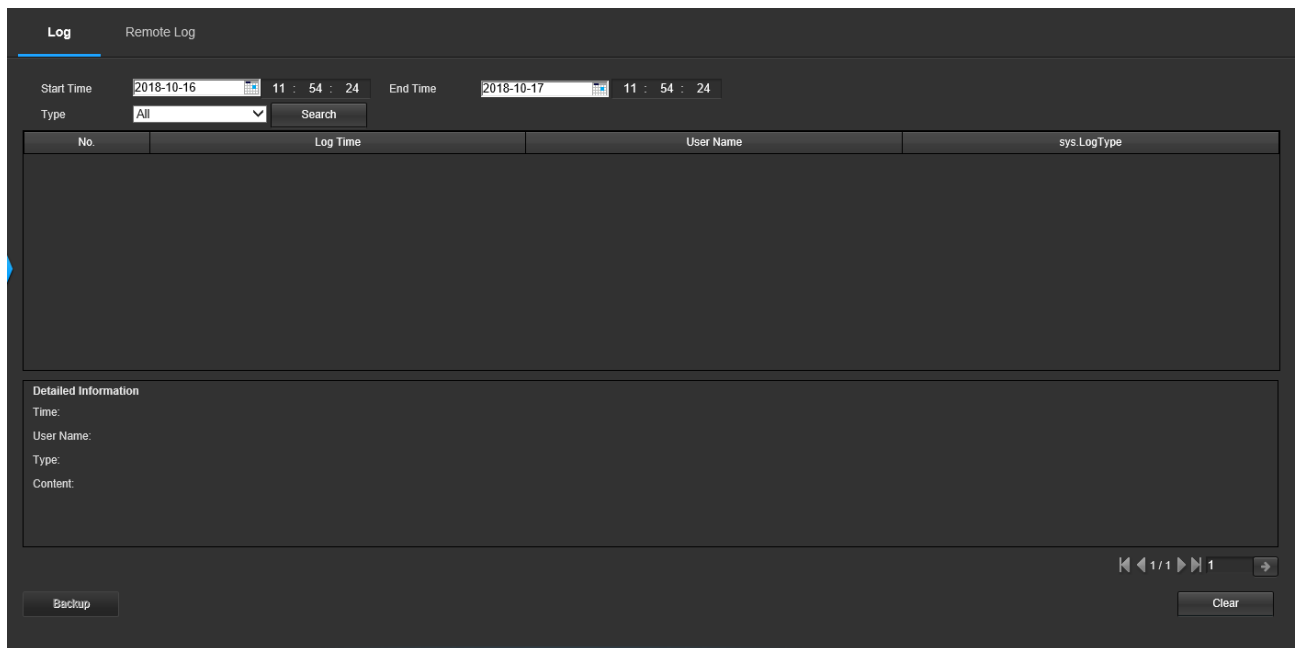 Log Remote Log
Start Time 2018-10-16 11 : 54 : 24 End Time 2018-10-17 11 : 54 : 24
Type All Search
No. Log Time User Name sys.LogType
Detailed Information
Time:
User Name:
Type:
Content:
1 / 1 1
Backup Clear